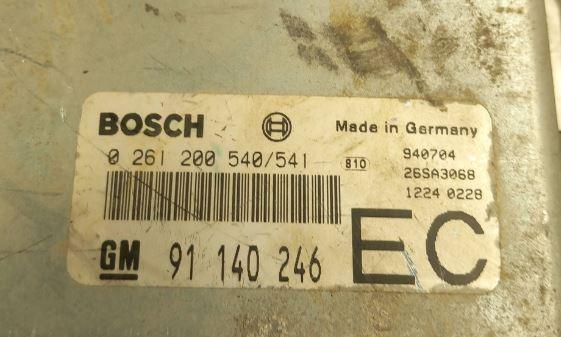 BOSCH Made in Germany
0 261 200 540/541 810 940704
26SA3068
1224 0228
GM 91 140 246 EC